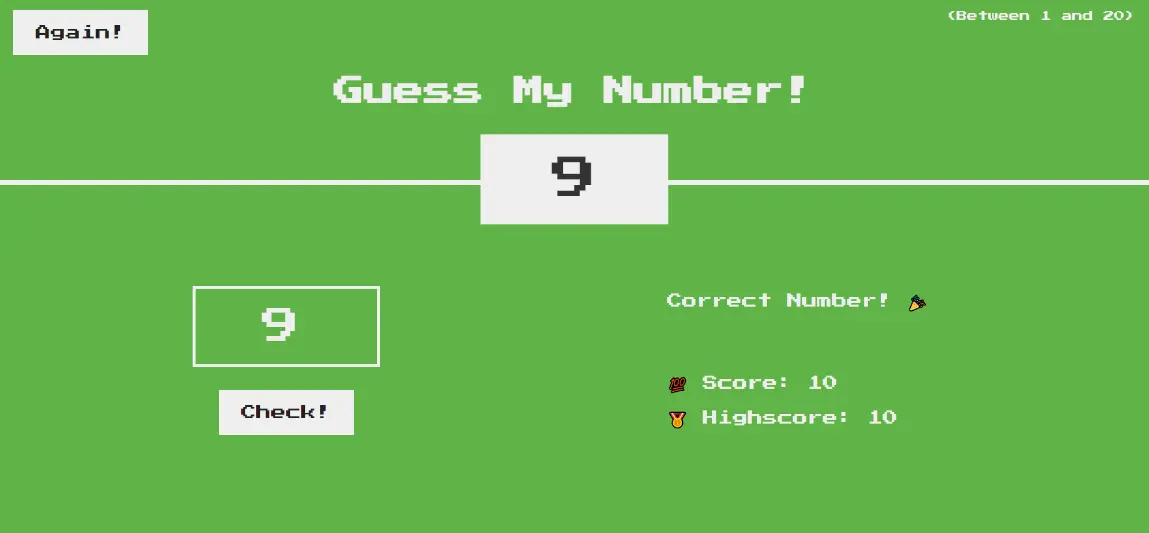 Again!
(Between 1 and 20)
Guess My Number!
9
9
Check!
Correct Number! 🎉
💯 Score: 10
🥇 Highscore: 10